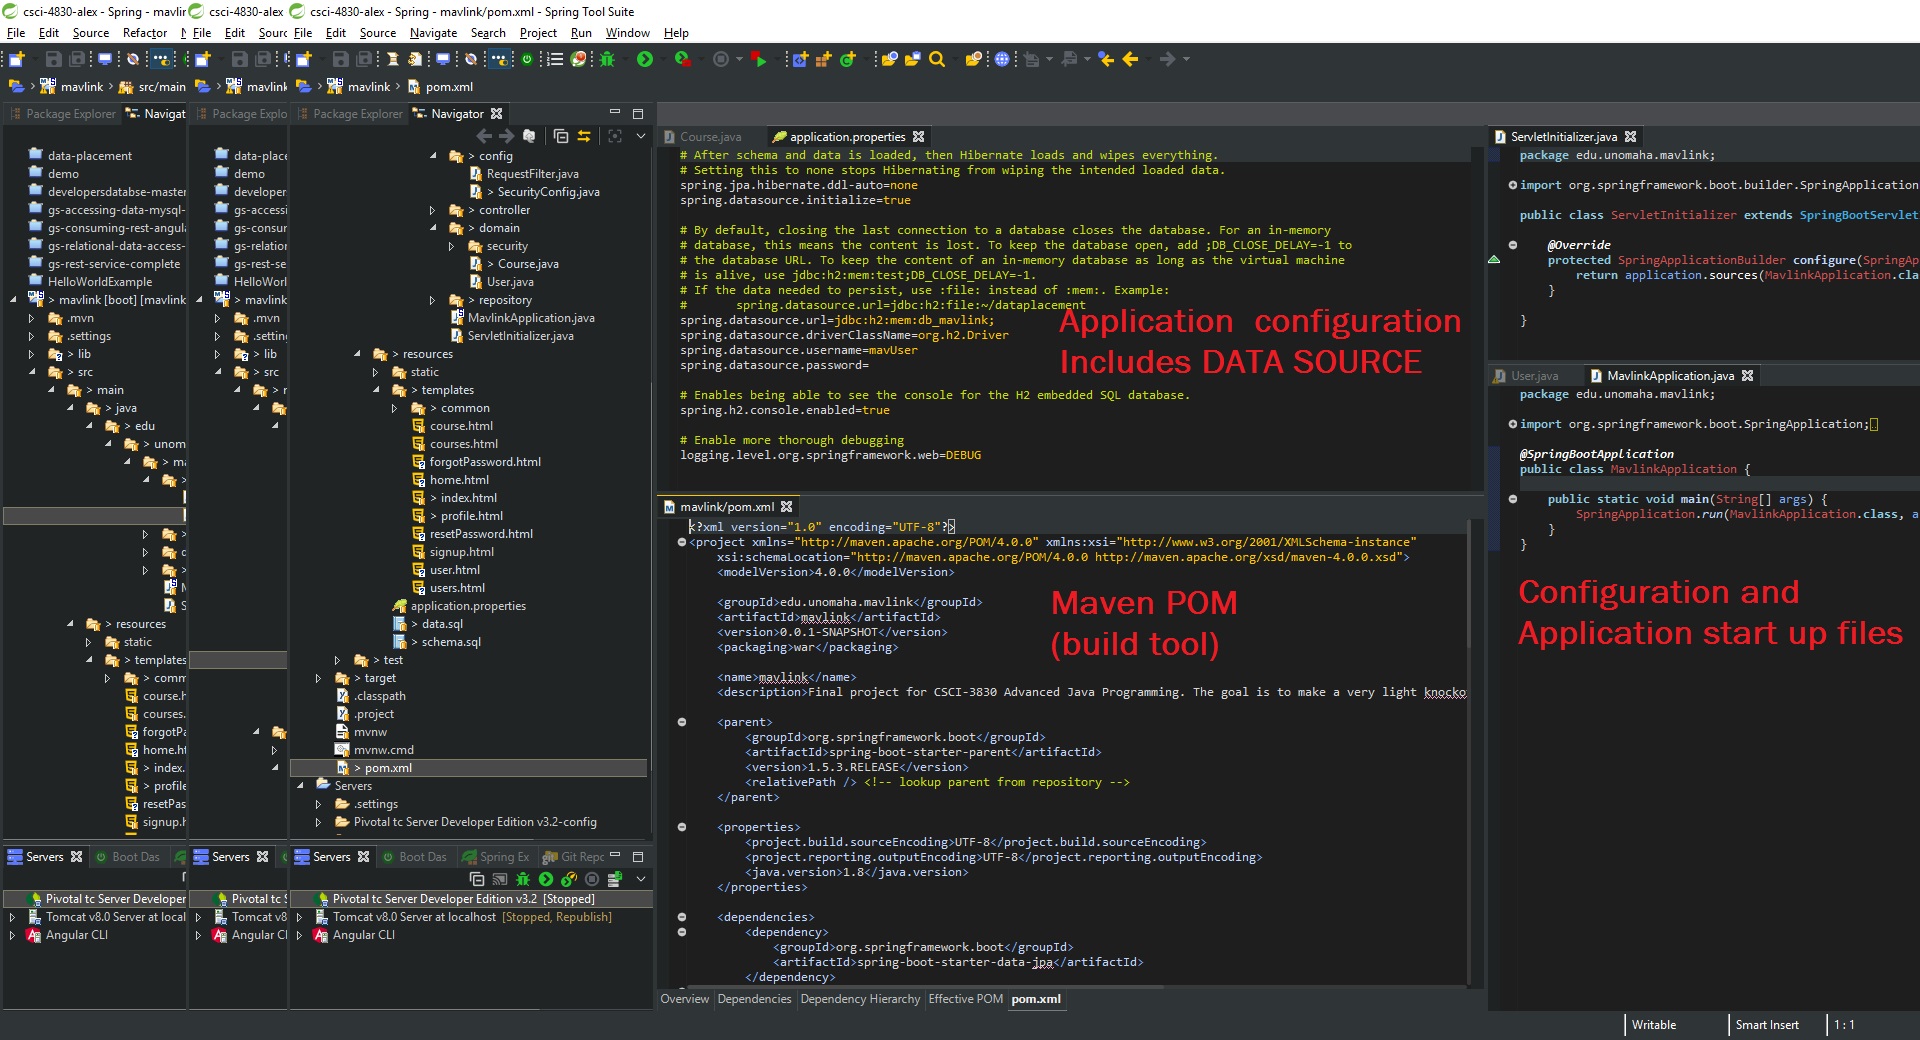 csci-4830-alex - Spring - mavlir
csci-4830-alex
csci-4830-alex - Spring - mavlink/pom.xml - Spring Tool Suite
File Edit Source Refactor N
File Edit Sourc
File Edit Source Navigate Search Project Run Window Help
mavlink > src/main
mavlink
mavlink > pom.xml
Package Explorer
Navigat
Package Explo
Package Explorer
Navigator
data-placement
demo
developersdatabse-master
gs-accessing-data-mysql-
gs-consuming-rest-angula
gs-relational-data-access-
gs-rest-service-complete
HelloWorldExample
> mavlink [boot] [mavlink
> .mvn
.settings
> lib
> src
> main
> java
> edu
> unom
> ma
>
>
> c
>
M
S
> resources
static
> templates
> comm
course.h
courses.
forgotPa
home.ht
> index.
> profile
resetPas
signup.h
data-place
demo
developer
gs-accessi
gs-consur
gs-relatior
gs-rest-se
HelloWorl
> mavlink
> .mvn
.settin
> lib
> src
> r
> config
RequestFilter.java
> SecurityConfig.java
> controller
> domain
security
> Course.java
User.java
> repository
MavlinkApplication.java
ServletInitializer.java
> resources
static
> templates
> common
course.html
courses.html
forgotPassword.html
home.html
> index.html
> profile.html
resetPassword.html
signup.html
user.html
users.html
application.properties
> data.sql
> schema.sql
> test
> target
.classpath
.project
mvnw
mvnw.cmd
> pom.xml
Servers
.settings
Pivotal tc Server Developer Edition v3.2-config
Servers
Boot Das
Servers
Servers
Boot Das
Spring Ex
Git Repc
Pivotal tc Server Developer
Tomcat v8.0 Server at local
Angular CLI
Pivotal tc S
Tomcat v8
Angular Cl
Pivotal tc Server Developer Edition v3.2 [Stopped]
Tomcat v8.0 Server at localhost [Stopped, Republish]
Angular CLI
Course.java
application.properties
# After schema and data is loaded, then Hibernate loads and wipes everything.
# Setting this to none stops Hibernating from wiping the intended loaded data.
spring.jpa.hibernate.ddl-auto=none
spring.datasource.initialize=true
# By default, closing the last connection to a database closes the database. For an in-memory
# database, this means the content is lost. To keep the database open, add ;DB_CLOSE_DELAY=-1 to
# the database URL. To keep the content of an in-memory database as long as the virtual machine
# is alive, use jdbc:h2:mem:test;DB_CLOSE_DELAY=-1.
# If the data needed to persist, use :file: instead of :mem:. Example:
# spring.datasource.url=jdbc:h2:file:~/dataplacement
spring.datasource.url=jdbc:h2:mem:db_mavlink;
spring.datasource.driverClassName=org.h2.Driver
spring.datasource.username=mavUser
spring.datasource.password=
# Enables being able to see the console for the H2 embedded SQL database.
spring.h2.console.enabled=true
# Enable more thorough debugging
logging.level.org.springframework.web=DEBUG
Application configuration
Includes DATA SOURCE
mavlink/pom.xml
<?xml version="1.0" encoding="UTF-8"?>
<project xmlns="http://maven.apache.org/POM/4.0.0" xmlns:xsi="http://www.w3.org/2001/XMLSchema-instance"
xsi:schemaLocation="http://maven.apache.org/POM/4.0.0 http://maven.apache.org/xsd/maven-4.0.0.xsd">
<modelVersion>4.0.0</modelVersion>
<groupId>edu.unomaha.mavlink</groupId>
<artifactId>mavlink</artifactId>
<version>0.0.1-SNAPSHOT</version>
<packaging>war</packaging>
<name>mavlink</name>
<description>Final project for CSCI-3830 Advanced Java Programming. The goal is to make a very light knocko
<parent>
<groupId>org.springframework.boot</groupId>
<artifactId>spring-boot-starter-parent</artifactId>
<version>1.5.3.RELEASE</version>
<relativePath /> <!-- lookup parent from repository -->
</parent>
<properties>
<project.build.sourceEncoding>UTF-8</project.build.sourceEncoding>
<project.reporting.outputEncoding>UTF-8</project.reporting.outputEncoding>
<java.version>1.8</java.version>
</properties>
<dependencies>
<dependency>
<groupId>org.springframework.boot</groupId>
<artifactId>spring-boot-starter-data-jpa</artifactId>
</dependency>
Maven POM
(build tool)
Overview Dependencies Dependency Hierarchy Effective POM pom.xml
ServletInitializer.java
package edu.unomaha.mavlink;
import org.springframework.boot.builder.SpringApplication
public class ServletInitializer extends SpringBootServlet
@Override
protected SpringApplicationBuilder configure(SpringAp
return application.sources(MavlinkApplication.cla
}
}
User.java
MavlinkApplication.java
package edu.unomaha.mavlink;
import org.springframework.boot.SpringApplication;
@SpringBootApplication
public class MavlinkApplication {
public static void main(String[] args) {
SpringApplication.run(MavlinkApplication.class, a
}
}
Configuration and
Application start up files
Writable
Smart Insert
1 : 1